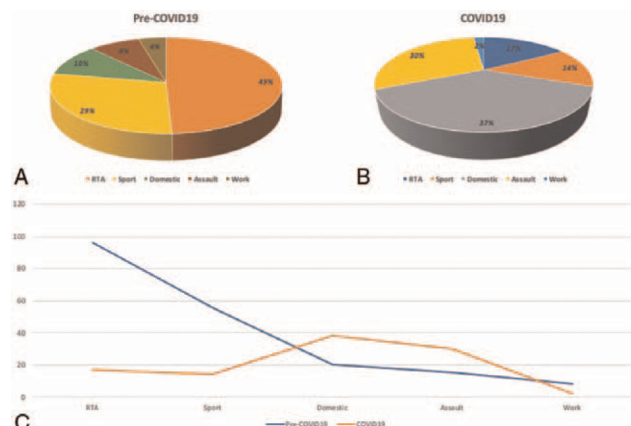 Pre-COVID19
COVID19
4%
8%
10%
49%
29%
2%
17%
30%
14%
37%
A
RTA Sport Domestic Assault Work
B
RTA Sport Domestic Assault Work
120
100
80
60
40
20
0
RTA Sport Domestic Assault Work
C
Pre-COVID19 COVID19